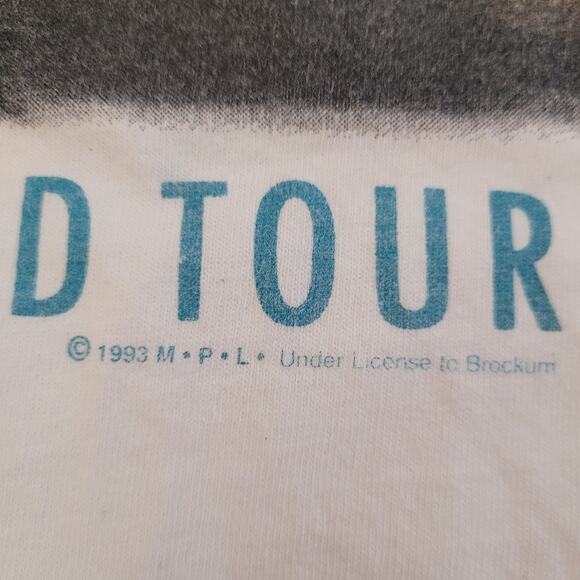 D TOUR
© 1993 M • P • L • Under License to Brockum